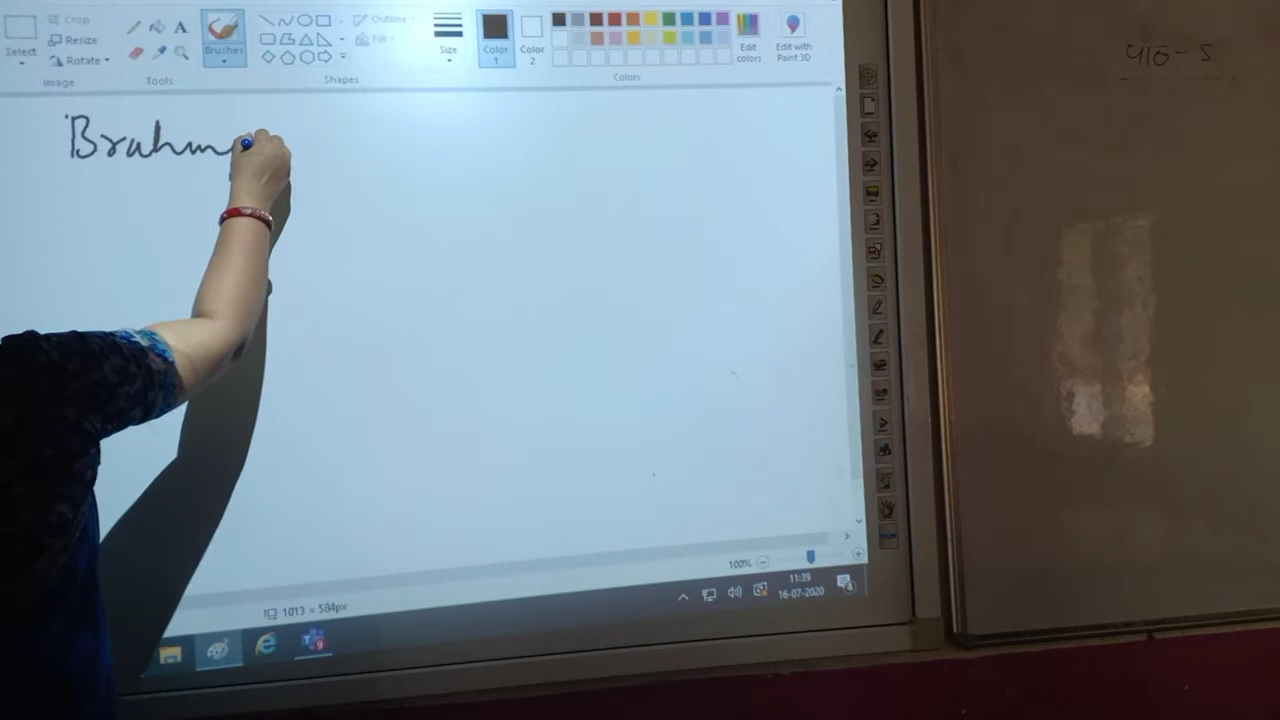 Crop
Outline
Select
Resize
Fill
Rotate
Brushes
Size
Color
1
Color
2
Edit
colors
Edit with
Paint 3D
Image
Tools
Shapes
Colors
पाठ - 5
Brahm
100%
11:39
16-07-2020
1013 × 584px
9